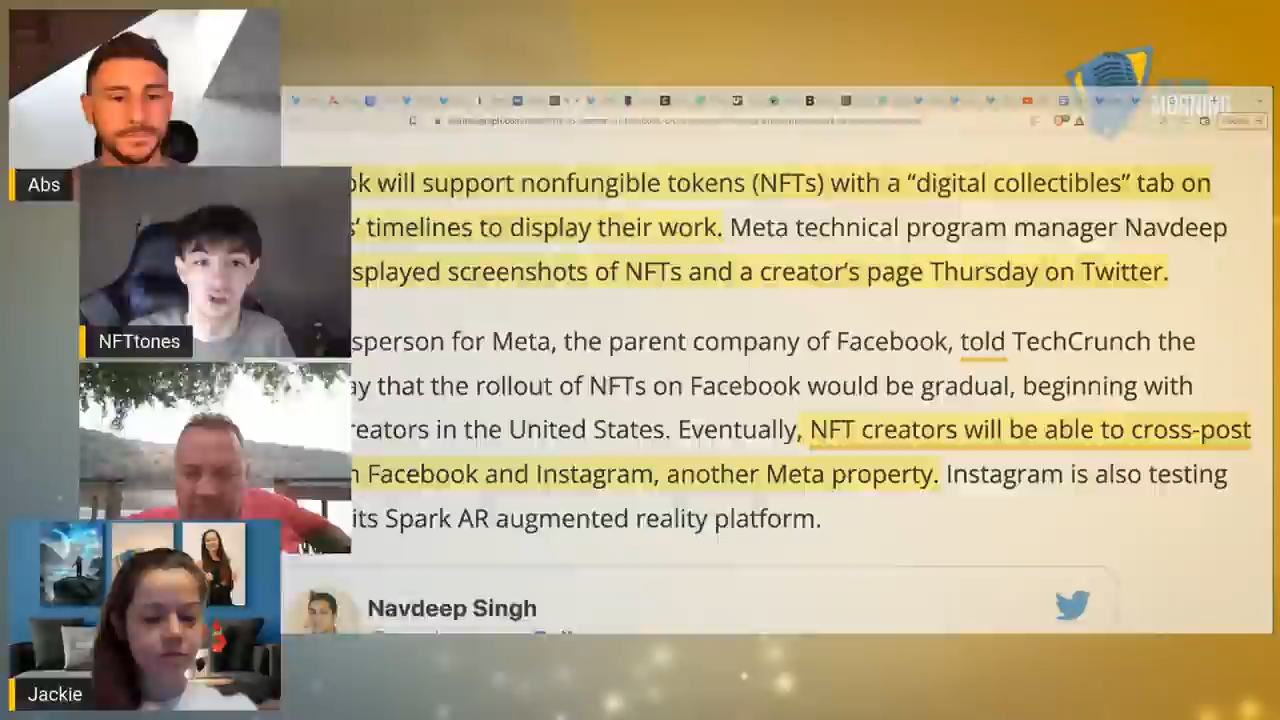 MORNING
ok will support nonfungible tokens (NFTs) with a “digital collectibles” tab on
s’ timelines to display their work. Meta technical program manager Navdeep
splayed screenshots of NFTs and a creator’s page Thursday on Twitter.
sperson for Meta, the parent company of Facebook, told TechCrunch the
ay that the rollout of NFTs on Facebook would be gradual, beginning with
reators in the United States. Eventually, NFT creators will be able to cross-post
n Facebook and Instagram, another Meta property. Instagram is also testing
its Spark AR augmented reality platform.
Navdeep Singh
Abs
NFTtones
Jackie